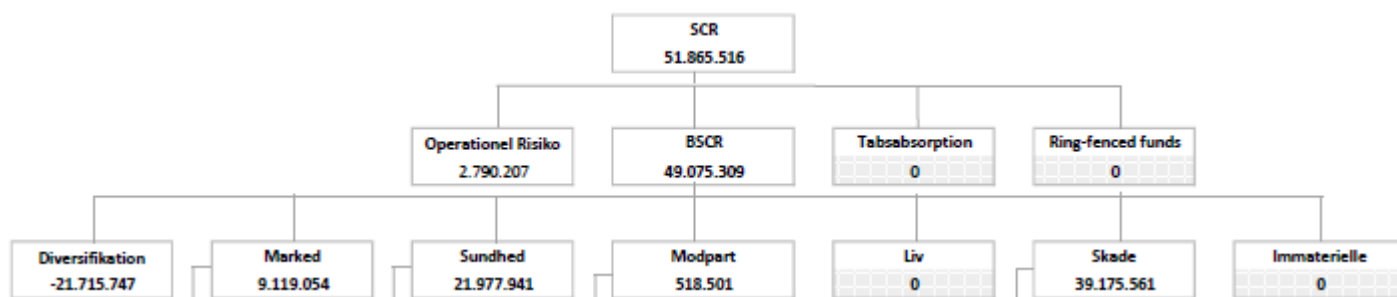 SCR
51.865.516
Operationel Risiko
2.790.207
BSCR
49.075.309
Tabsabsorption
0
Ring-fenced funds
0
Diversifikation
-21.715.747
Marked
9.119.054
Sundhed
21.977.941
Modpart
518.501
Liv
0
Skade
39.175.561
Immaterielle
0